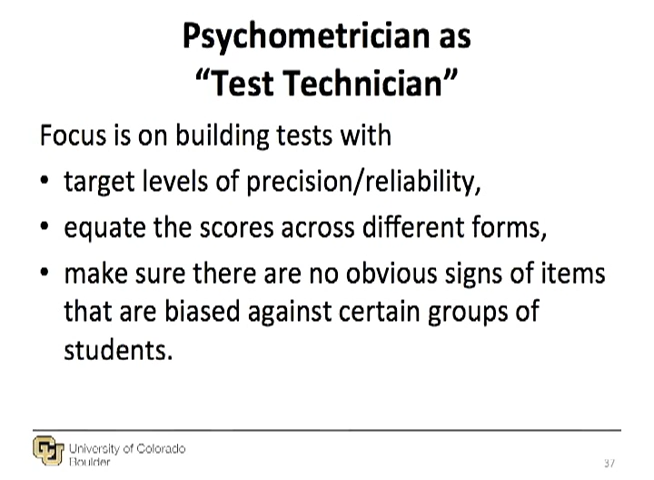 Psychometrician as
“Test Technician”
Focus is on building tests with
• target levels of precision/reliability,
• equate the scores across different forms,
• make sure there are no obvious signs of items
that are biased against certain groups of
students.
University of Colorado
Boulder
37